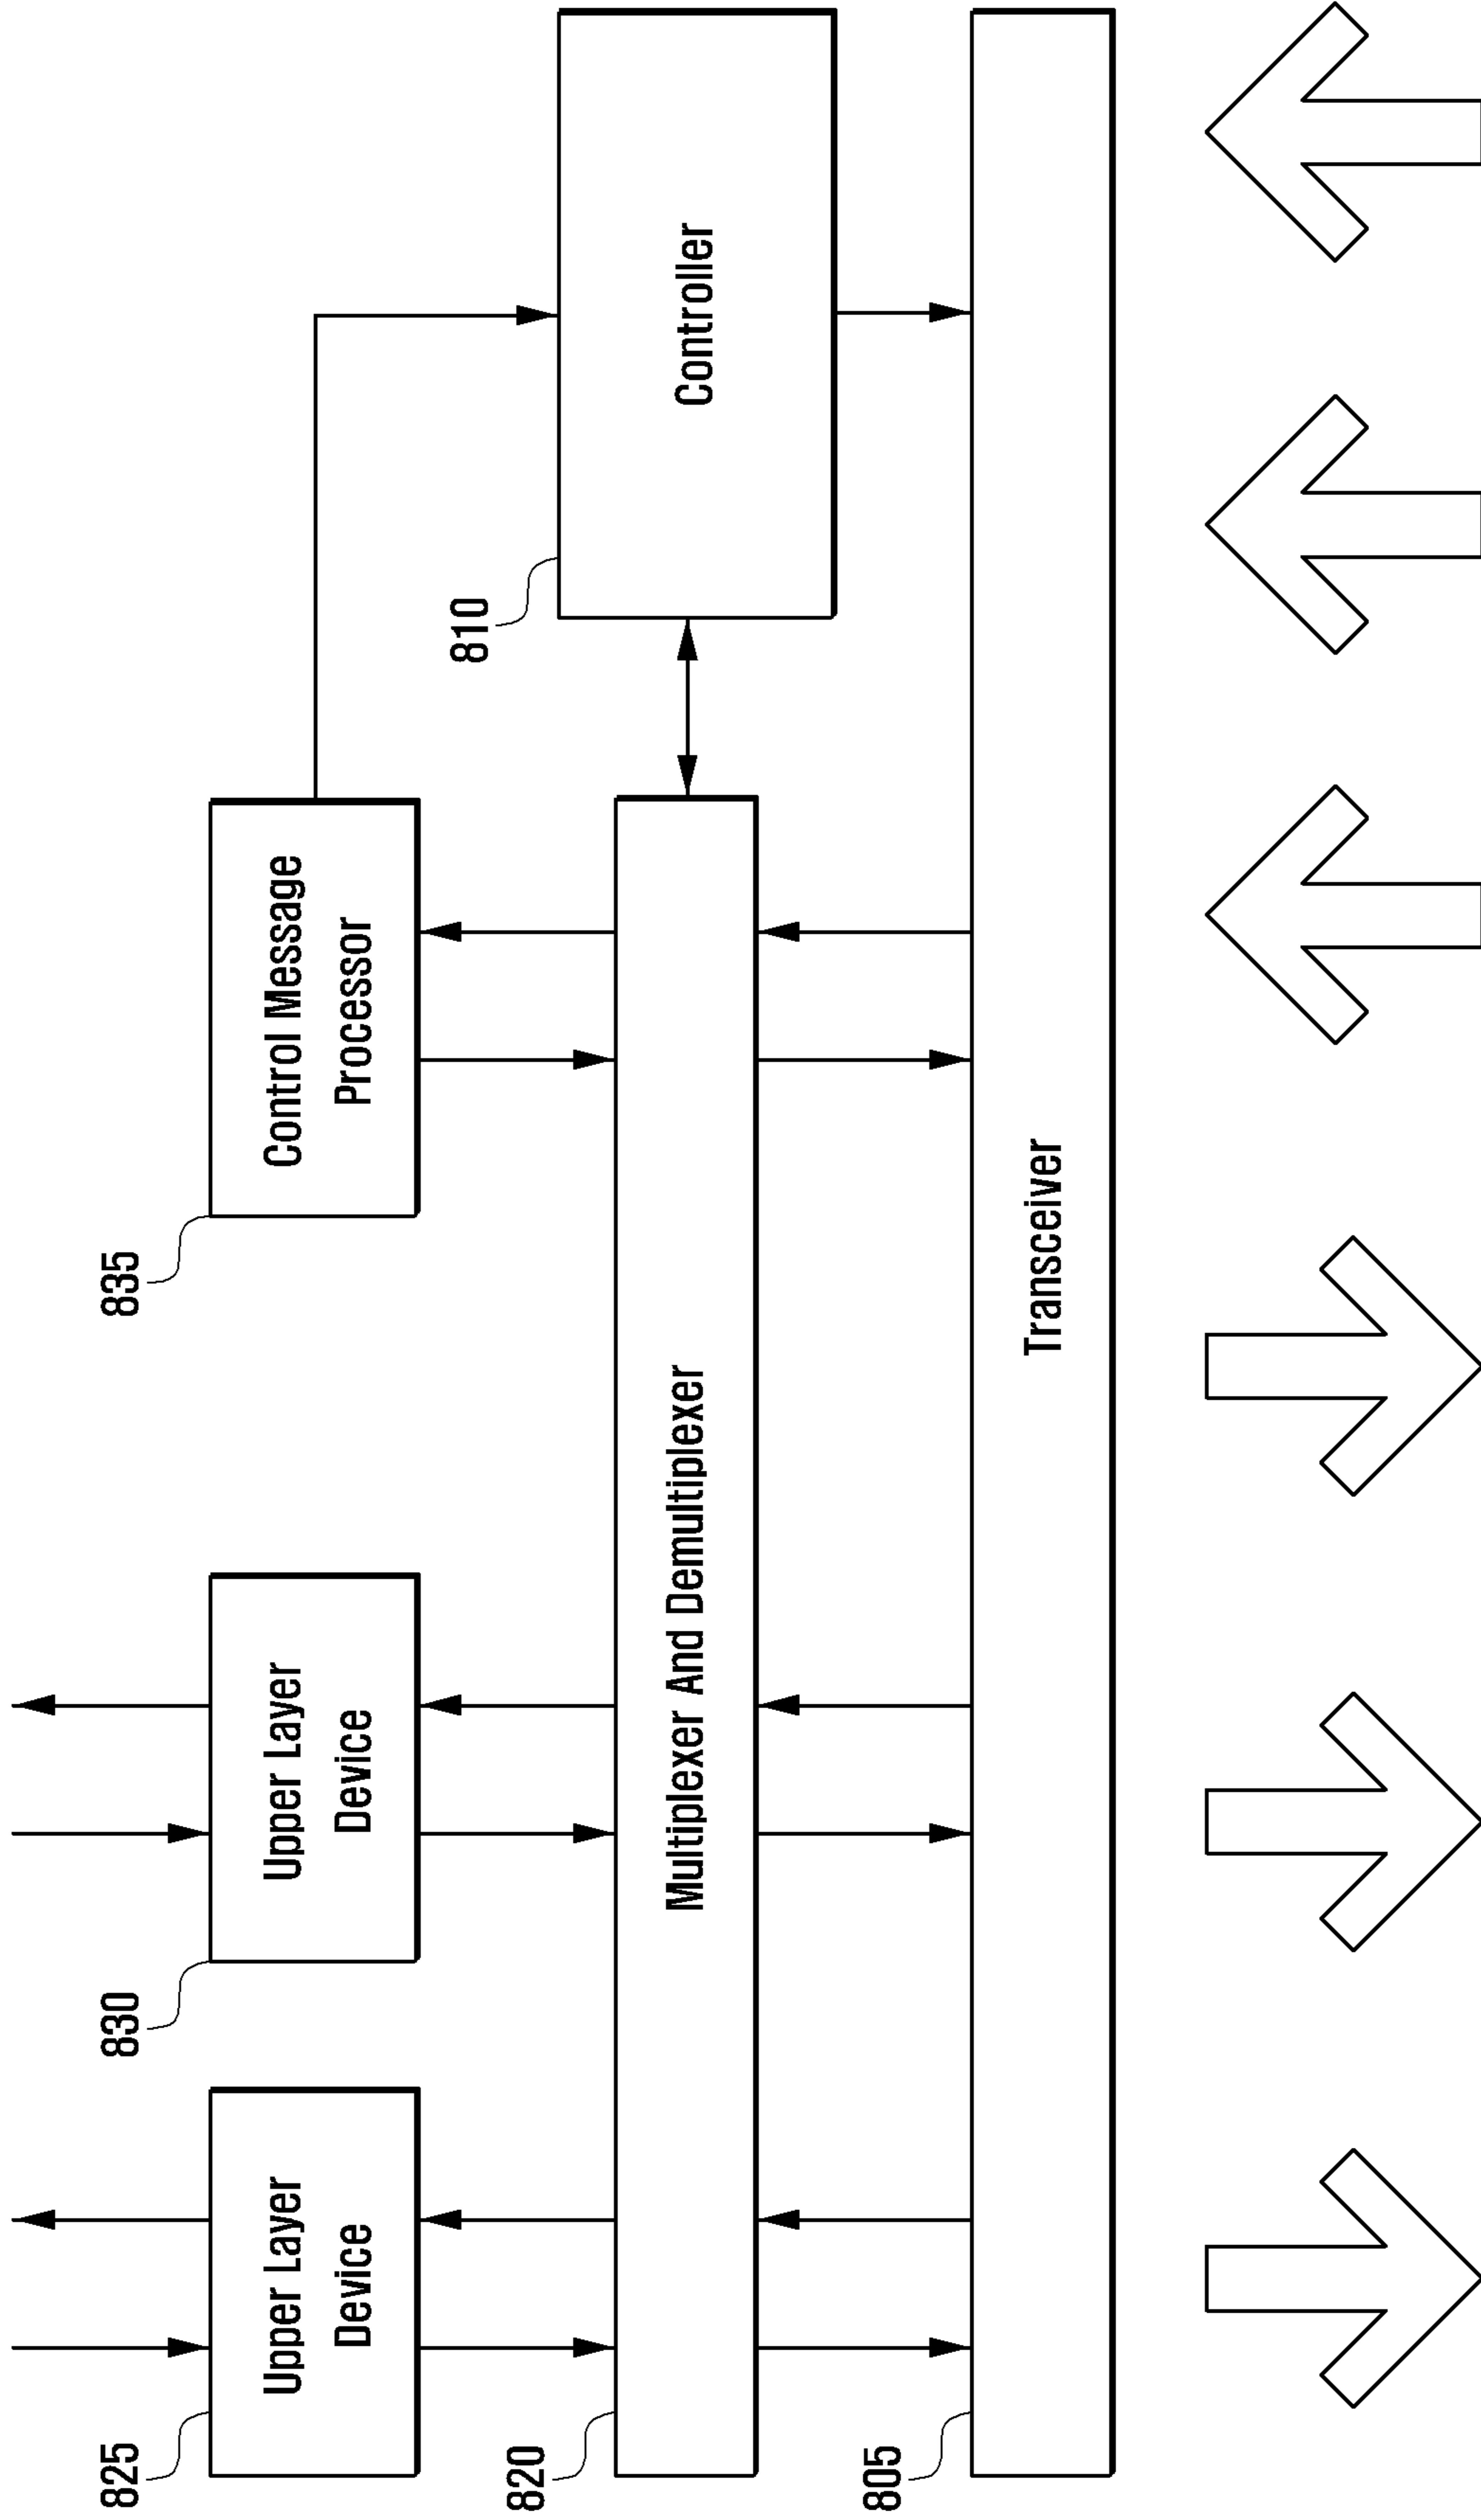 825
Upper Layer
Device
830
Upper Layer
Device
835
Control Message
Processor
810
Controller
820
Multiplexer And Demultiplexer
805
Transceiver